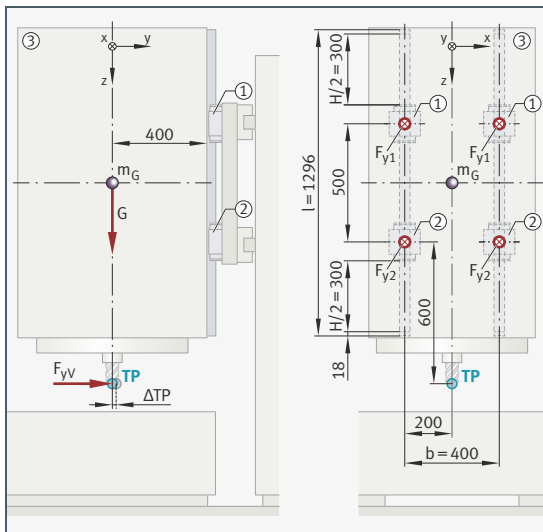 ③
x
y
z
①
400
m_G
G
②
F_yV
TP
ΔTP
y
x
z
③
H/2 = 300
①
①
F_y1
F_y1
m_G
l = 1296
500
②
②
F_y2
F_y2
H/2 = 300
600
TP
18
200
b = 400